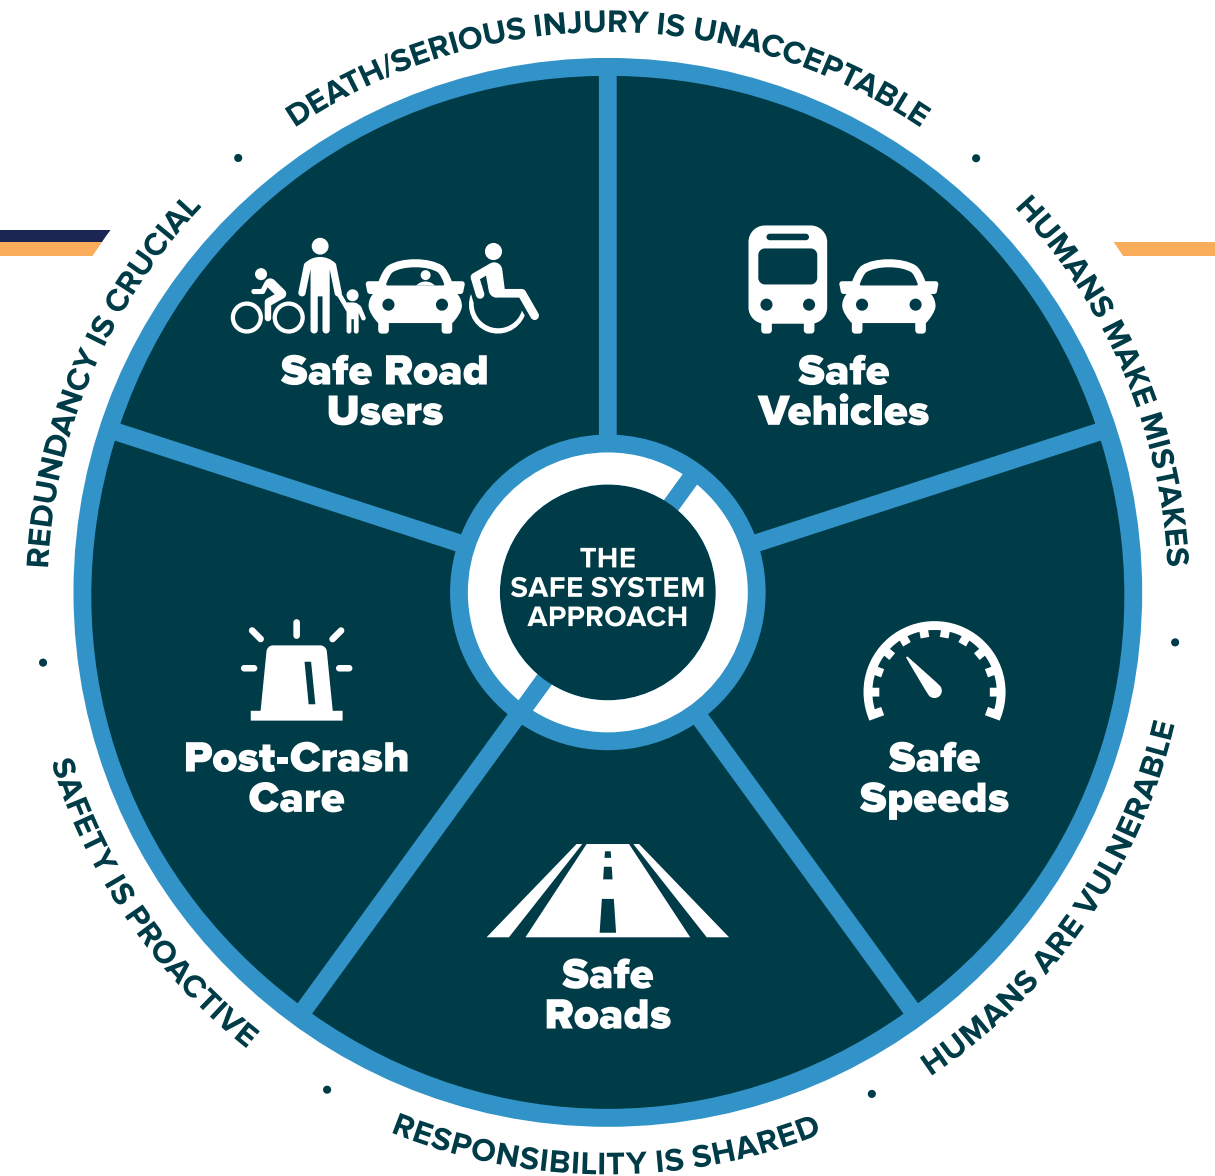 DEATH/SERIOUS INJURY IS UNACCEPTABLE
HUMANS MAKE MISTAKES
HUMANS ARE VULNERABLE
RESPONSIBILITY IS SHARED
SAFETY IS PROACTIVE
REDUNDANCY IS CRUCIAL
Safe Road
Users
Safe
Vehicles
Safe
Speeds
Safe
Roads
Post-Crash
Care
THE
SAFE SYSTEM
APPROACH